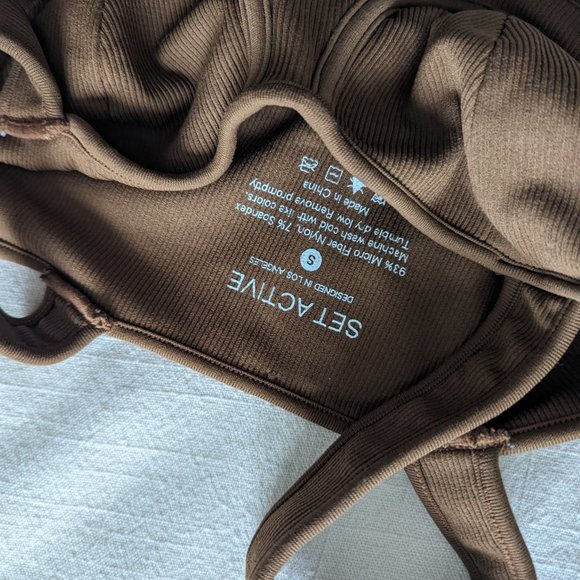 SET ACTIVE
DESIGNED IN LOS ANGELES
S
93% Micro Fiber Nylon, 7% Spandex
Machine wash cold with like colors.
Tumble dry low. Remove promptly
Made in China